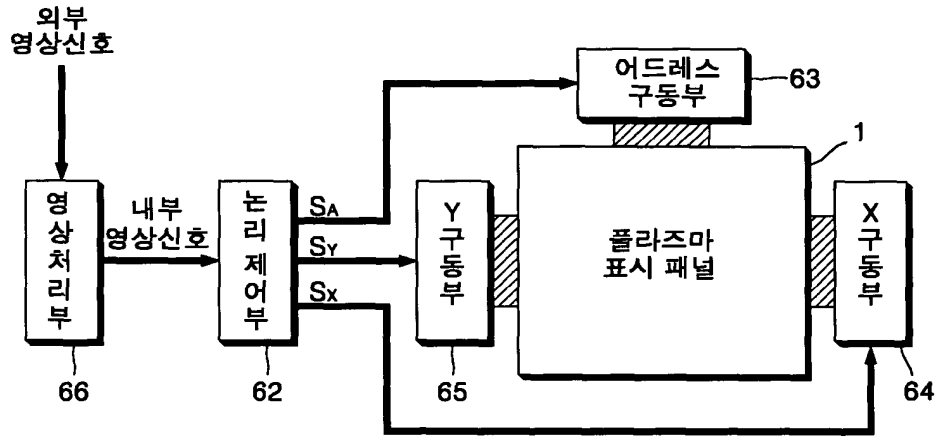 외부
영상신호
어드레스
구동부
63
1
영상처리부
내부
영상신호
논리 제어부
SA
SY
SX
Y 구동부
플라즈마
표시 패널
X 구동부
66
62
65
64